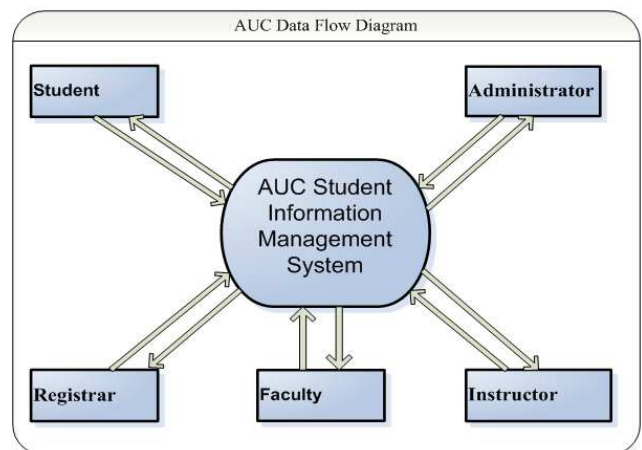 AUC Data Flow Diagram
Student
Administrator
AUC Student
Information
Management
System
Registrar
Faculty
Instructor